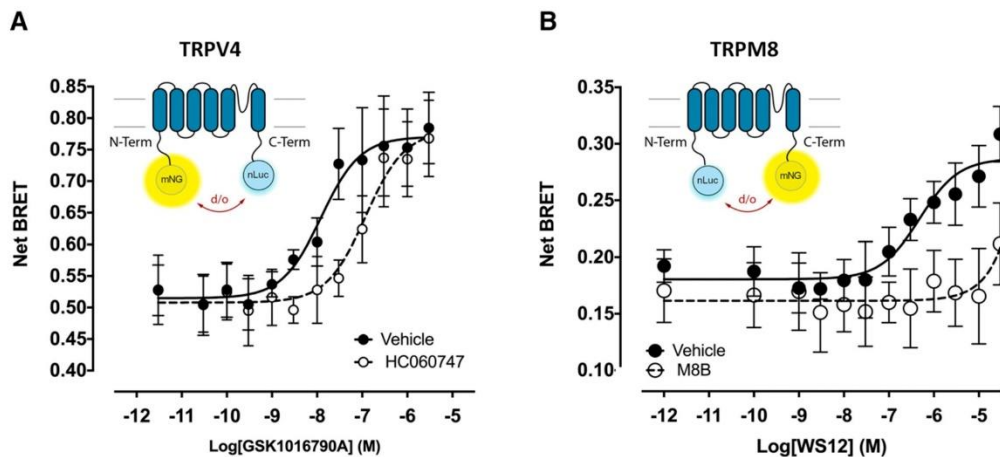 A
TRPV4
0.85
0.80
0.75
0.70
0.65
0.60
0.55
0.50
0.45
0.40
Net BRET
N-Term
C-Term
mNG
nLuc
d/o
Vehicle
HC060747
-12 -11 -10 -9 -8 -7 -6 -5
Log[GSK1016790A] (M)
B
TRPM8
0.35
0.30
0.25
0.20
0.15
0.10
Net BRET
N-Term
C-Term
nLuc
mNG
d/o
Vehicle
M8B
-12 -11 -10 -9 -8 -7 -6 -5
Log[WS12] (M)